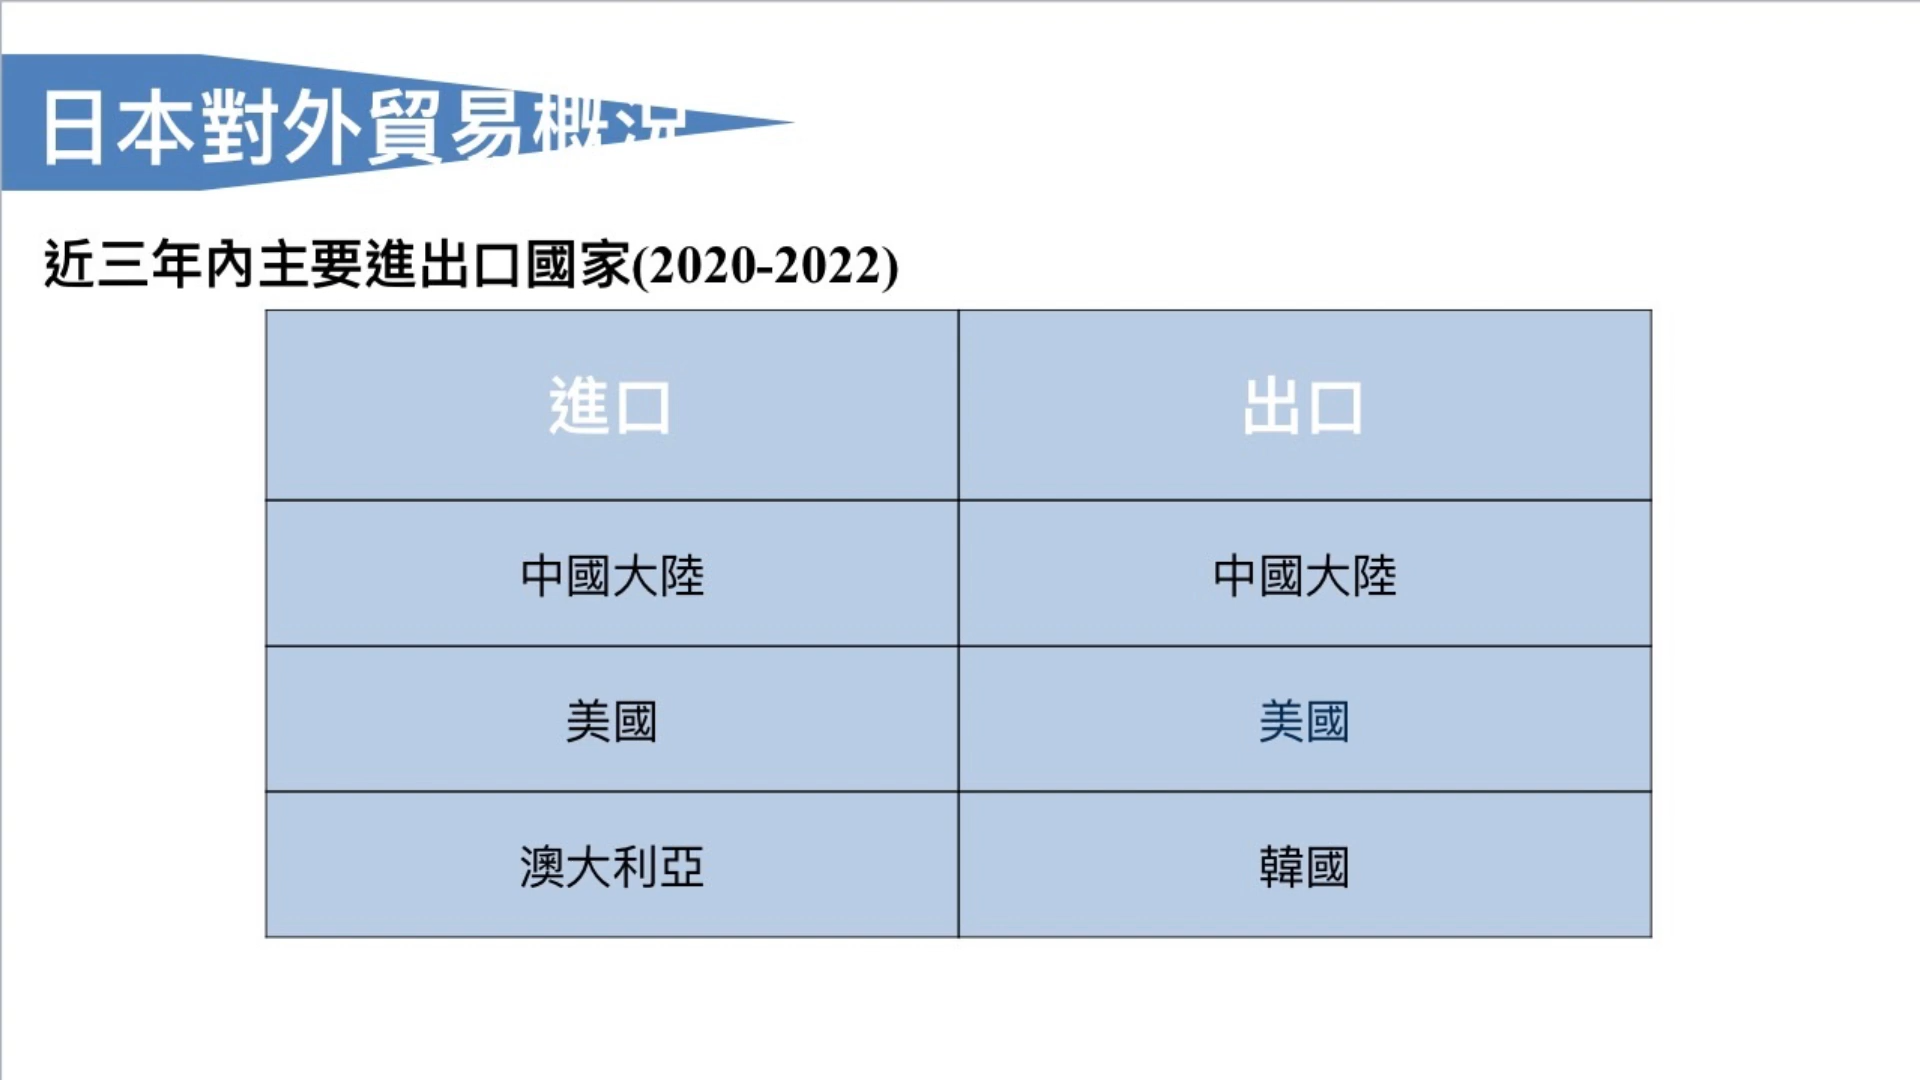 日本對外貿易概況
近三年內主要進出口國家(2020-2022)
進口 出口
中國大陸 中國大陸
美國 美國
澳大利亞 韓國